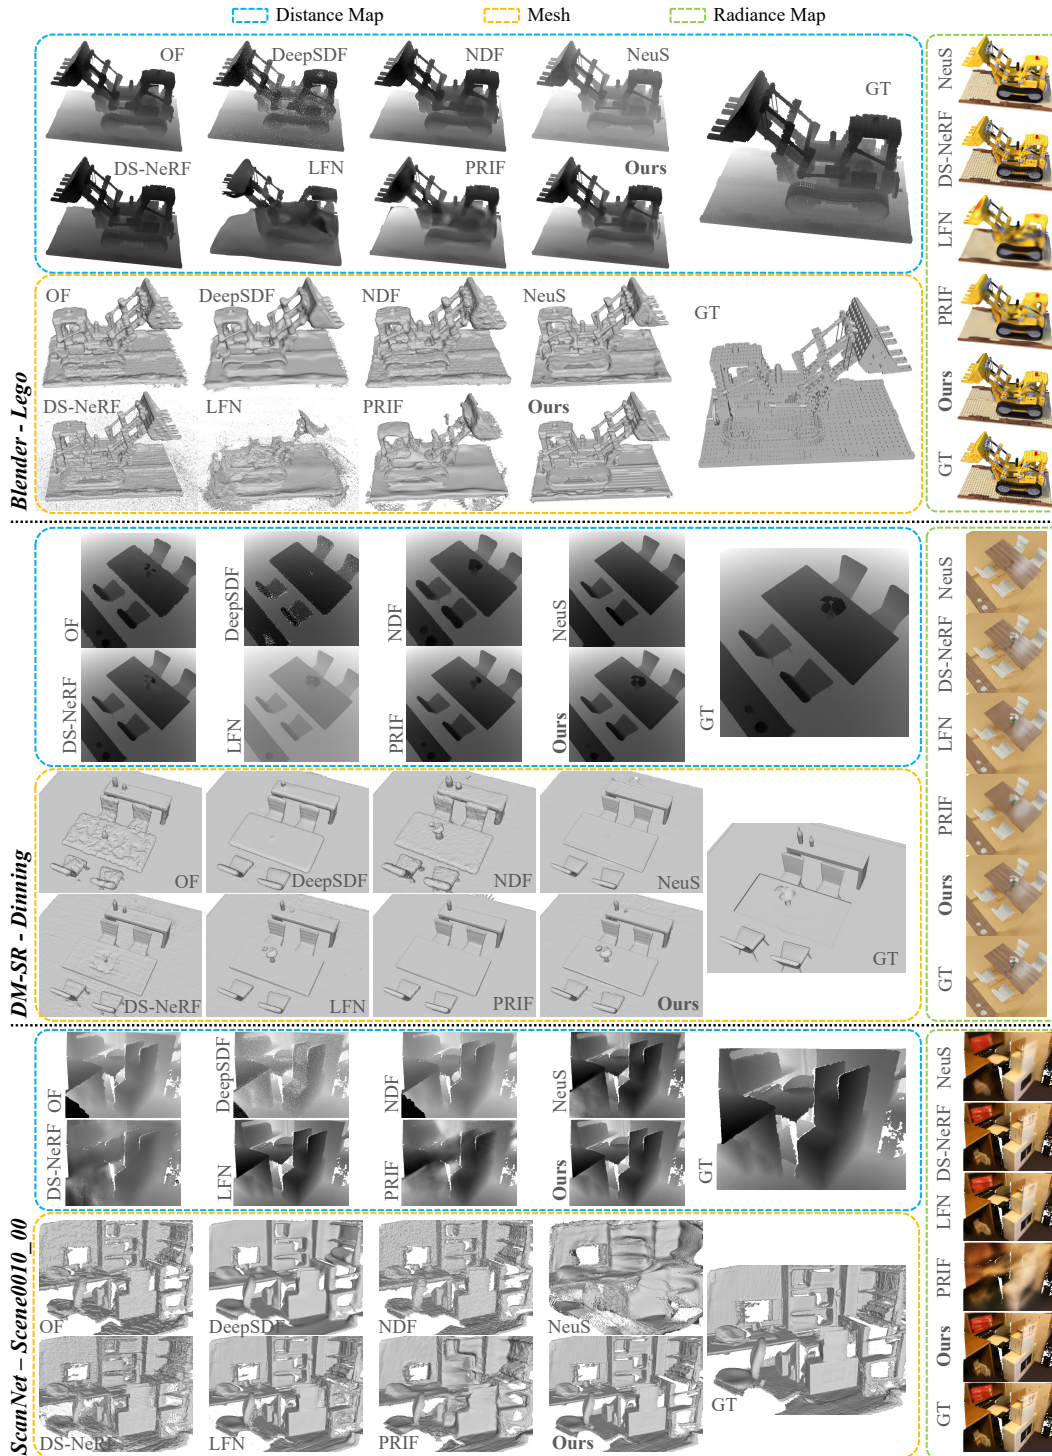 Distance Map
Mesh
Radiance Map
Blender - Lego
OF
DeepSDF
NDF
NeuS
GT
DS-NeRF
LFN
PRIF
Ours
OF
DeepSDF
NDF
NeuS
GT
DS-NeRF
LFN
PRIF
Ours
NeuS
DS-NeRF
LFN
PRIF
Ours
GT
DM-SR - Dinning
OF
DeepSDF
NDF
NeuS
GT
DS-NeRF
LFN
PRIF
Ours
OF
DeepSDF
NDF
NeuS
GT
DS-NeRF
LFN
PRIF
Ours
NeuS
DS-NeRF
LFN
PRIF
Ours
GT
ScanNet – Scene0010_00
OF
DeepSDF
NDF
NeuS
GT
DS-NeRF
LFN
PRIF
Ours
OF
DeepSDF
NDF
NeuS
GT
DS-NeRF
LFN
PRIF
Ours
NeuS
DS-NeRF
LFN
PRIF
Ours
GT